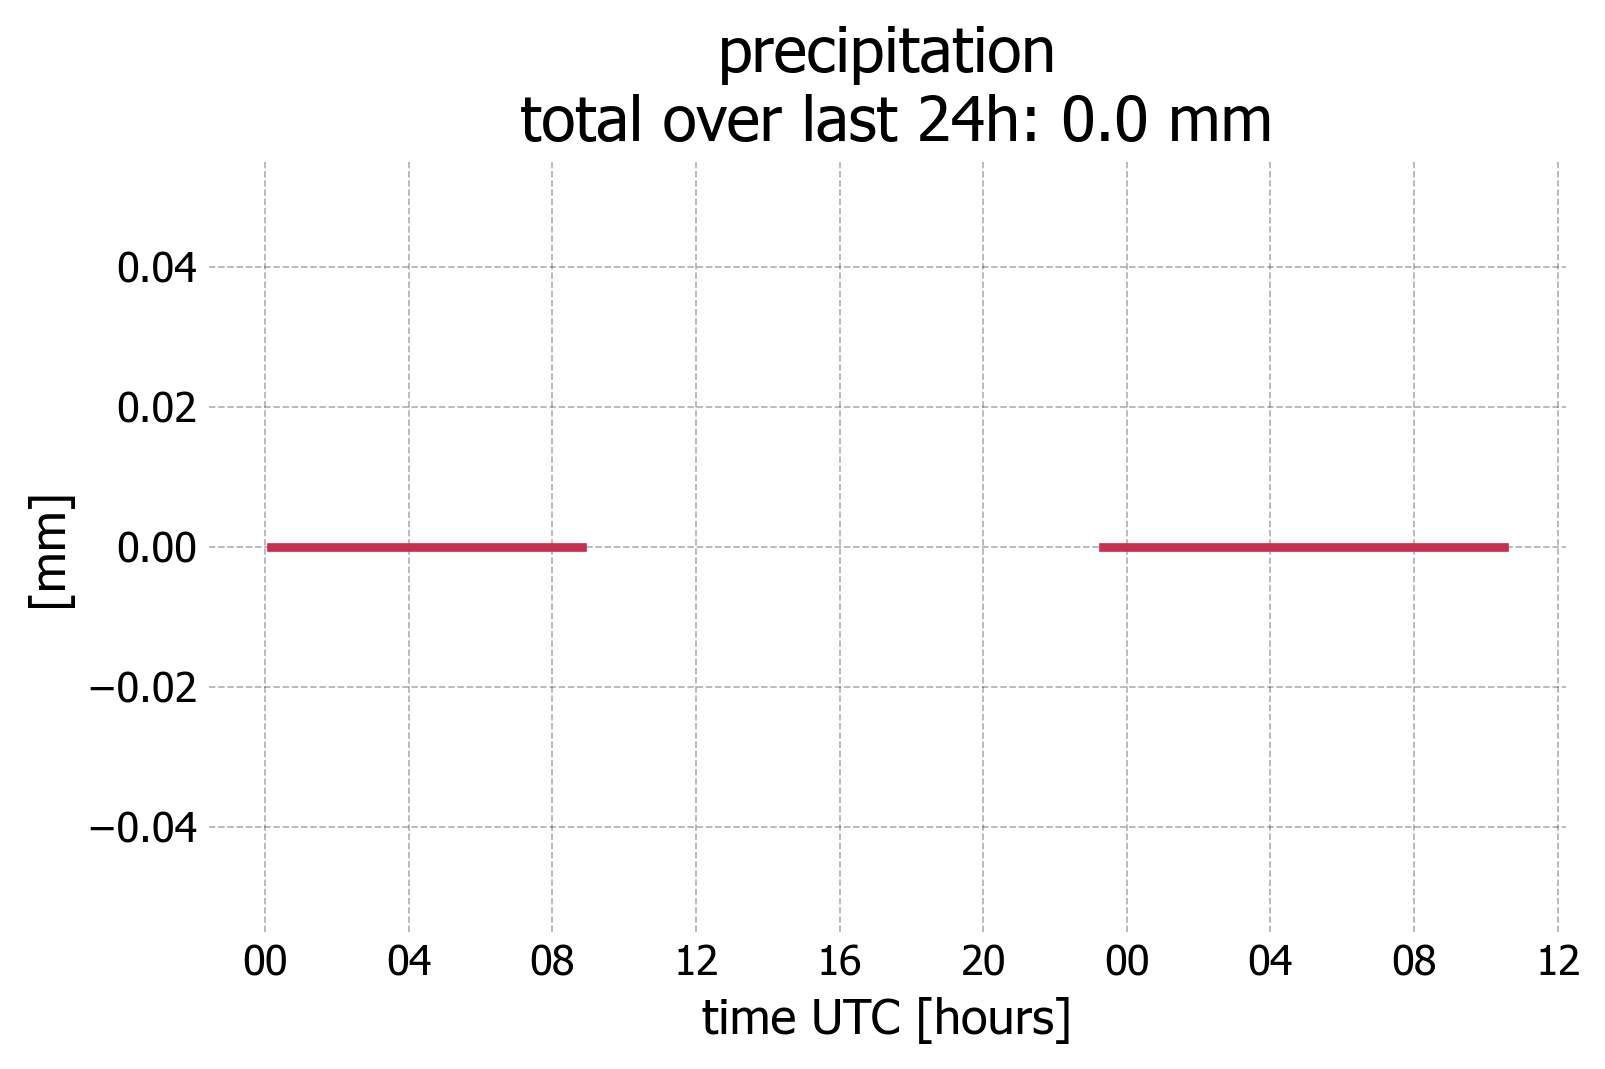 precipitation
total over last 24h: 0.0 mm
[mm]
0.04
0.02
0.00
−0.02
−0.04
00 04 08 12 16 20 00 04 08 12
time UTC [hours]